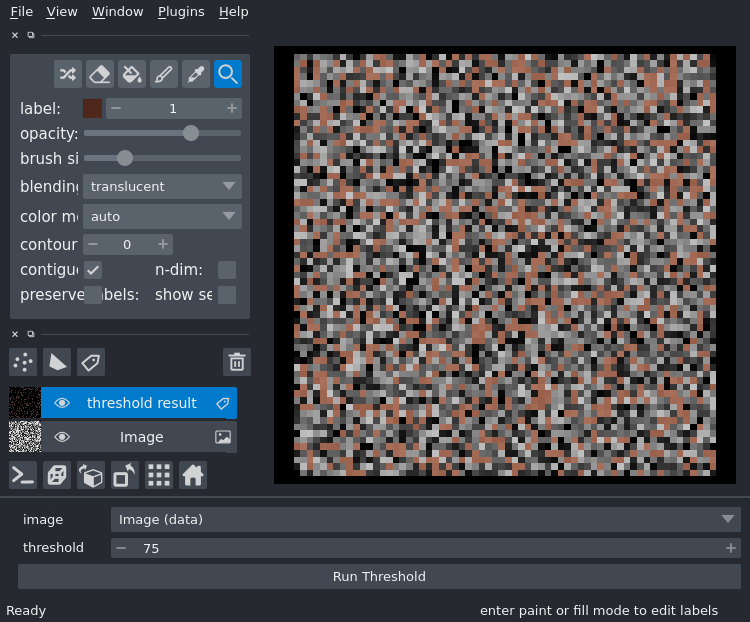 File View Window Plugins Help
label: 1
opacity:
brush si
blending translucent
color m auto
contour 0
contigu n-dim:
preserve abels: show se
threshold result
Image
image Image (data)
threshold 75
Run Threshold
Ready enter paint or fill mode to edit labels